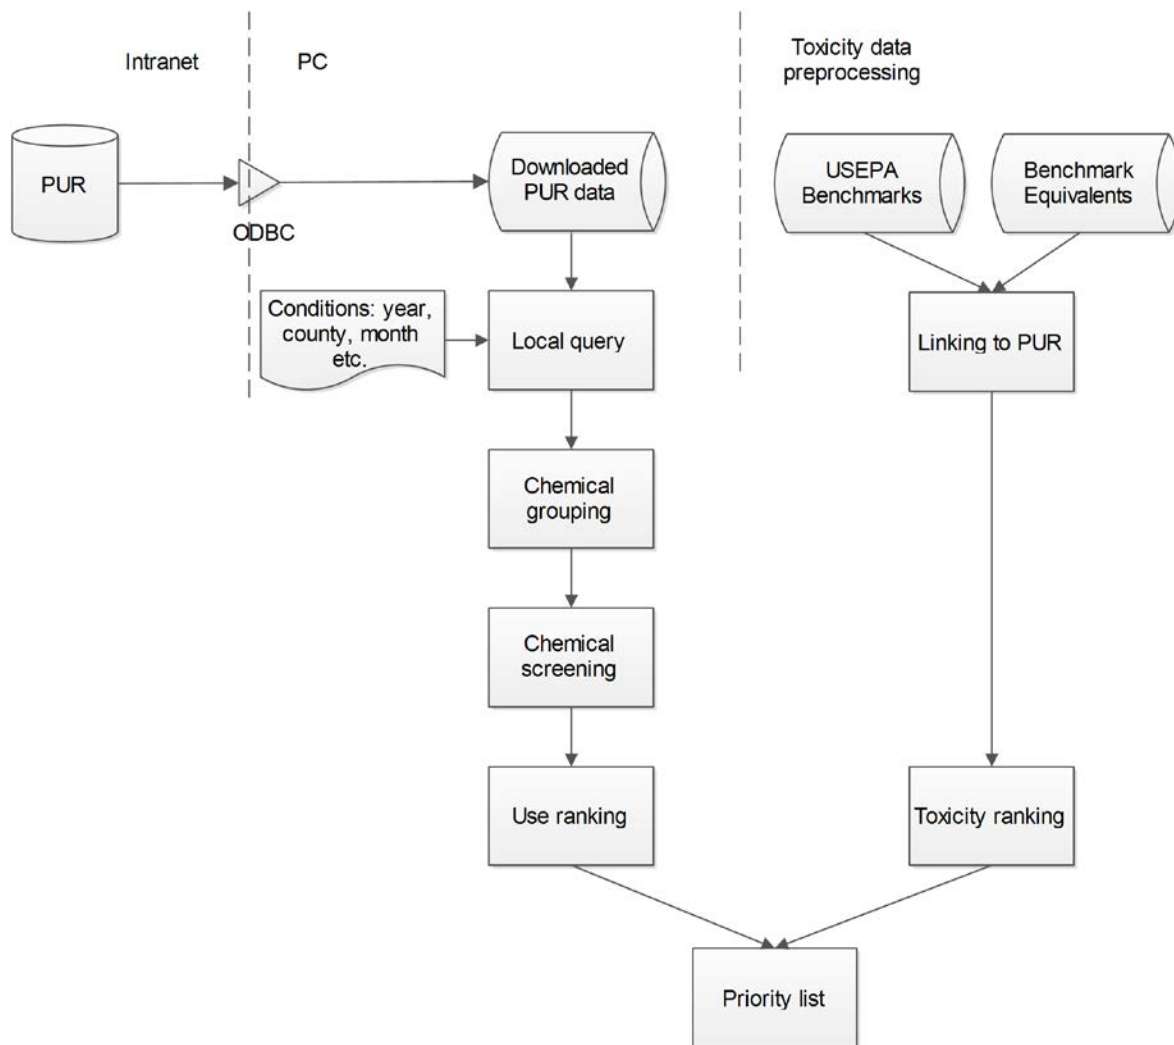 Intranet
PC
Toxicity data
preprocessing
PUR
ODBC
Downloaded
PUR data
USEPA
Benchmarks
Benchmark
Equivalents
Conditions: year,
county, month
etc.
Local query
Linking to PUR
Chemical
grouping
Chemical
screening
Use ranking
Toxicity ranking
Priority list